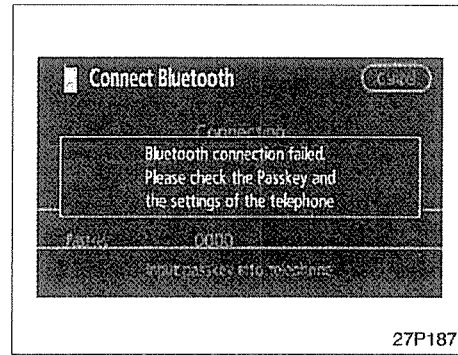 Connect Bluetooth
Cancel
Connecting
Bluetooth connection failed.
Please check the Passkey and
the settings of the telephone
Passkey 0000
Input passkey into telephone
27P187